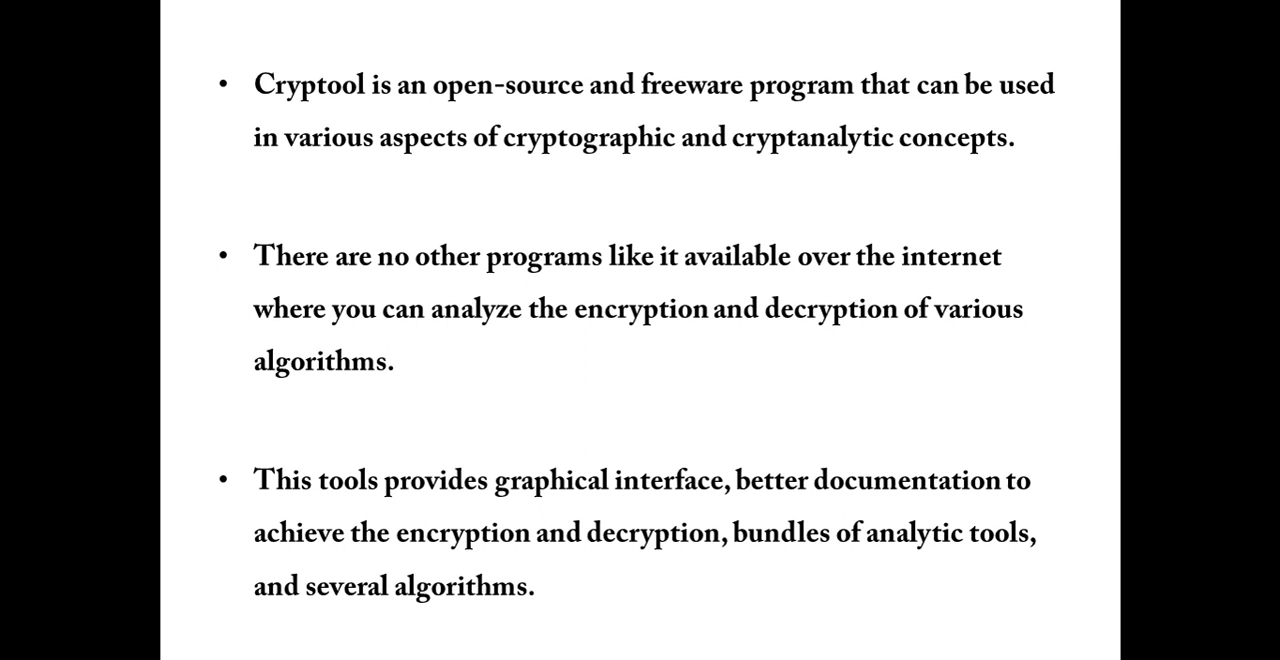 • Cryptool is an open-source and freeware program that can be used
in various aspects of cryptographic and cryptanalytic concepts.
• There are no other programs like it available over the internet
where you can analyze the encryption and decryption of various
algorithms.
• This tools provides graphical interface, better documentation to
achieve the encryption and decryption, bundles of analytic tools,
and several algorithms.